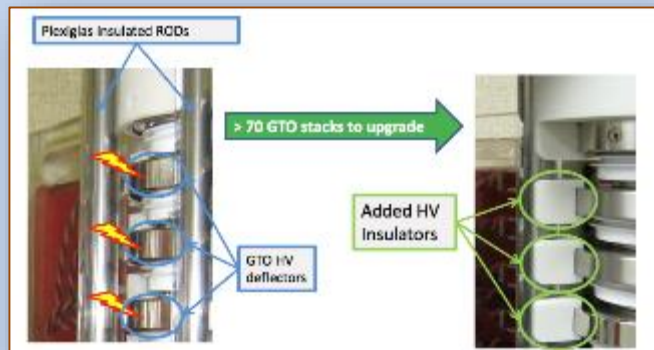 Plexiglas Insulated RODs
> 70 GTO stacks to upgrade
Added HV
Insulators
GTO HV
deflectors